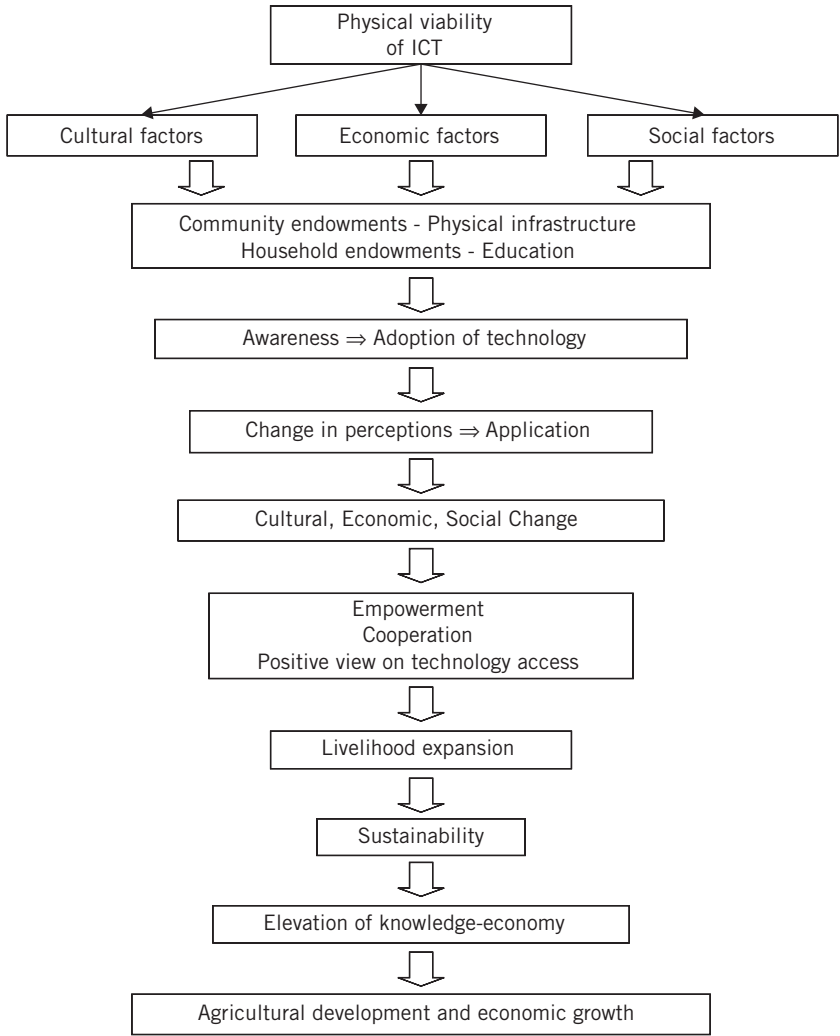 Physical viability
of ICT
Cultural factors
Economic factors
Social factors
Community endowments - Physical infrastructure
Household endowments - Education
Awareness ⇒ Adoption of technology
Change in perceptions ⇒ Application
Cultural, Economic, Social Change
Empowerment
Cooperation
Positive view on technology access
Livelihood expansion
Sustainability
Elevation of knowledge-economy
Agricultural development and economic growth